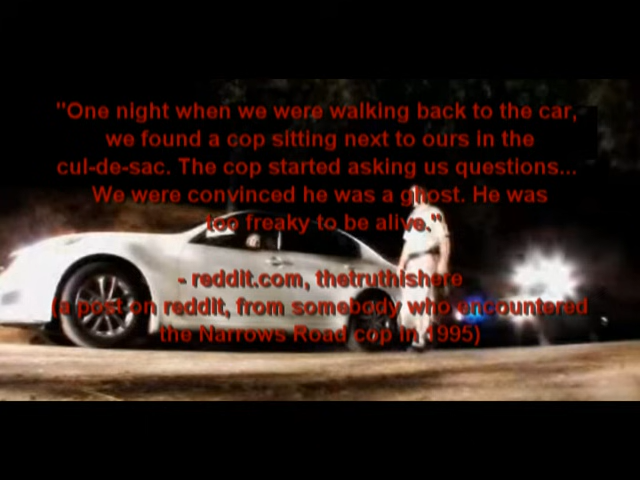 "One night when we were walking back to the car,
we found a cop sitting next to ours in the
cul-de-sac. The cop started asking us questions...
We were convinced he was a ghost. He was
too freaky to be alive."
- reddit.com, thetruthishere
(a post on reddit, from somebody who encountered
the Narrows Road cop in 1995)